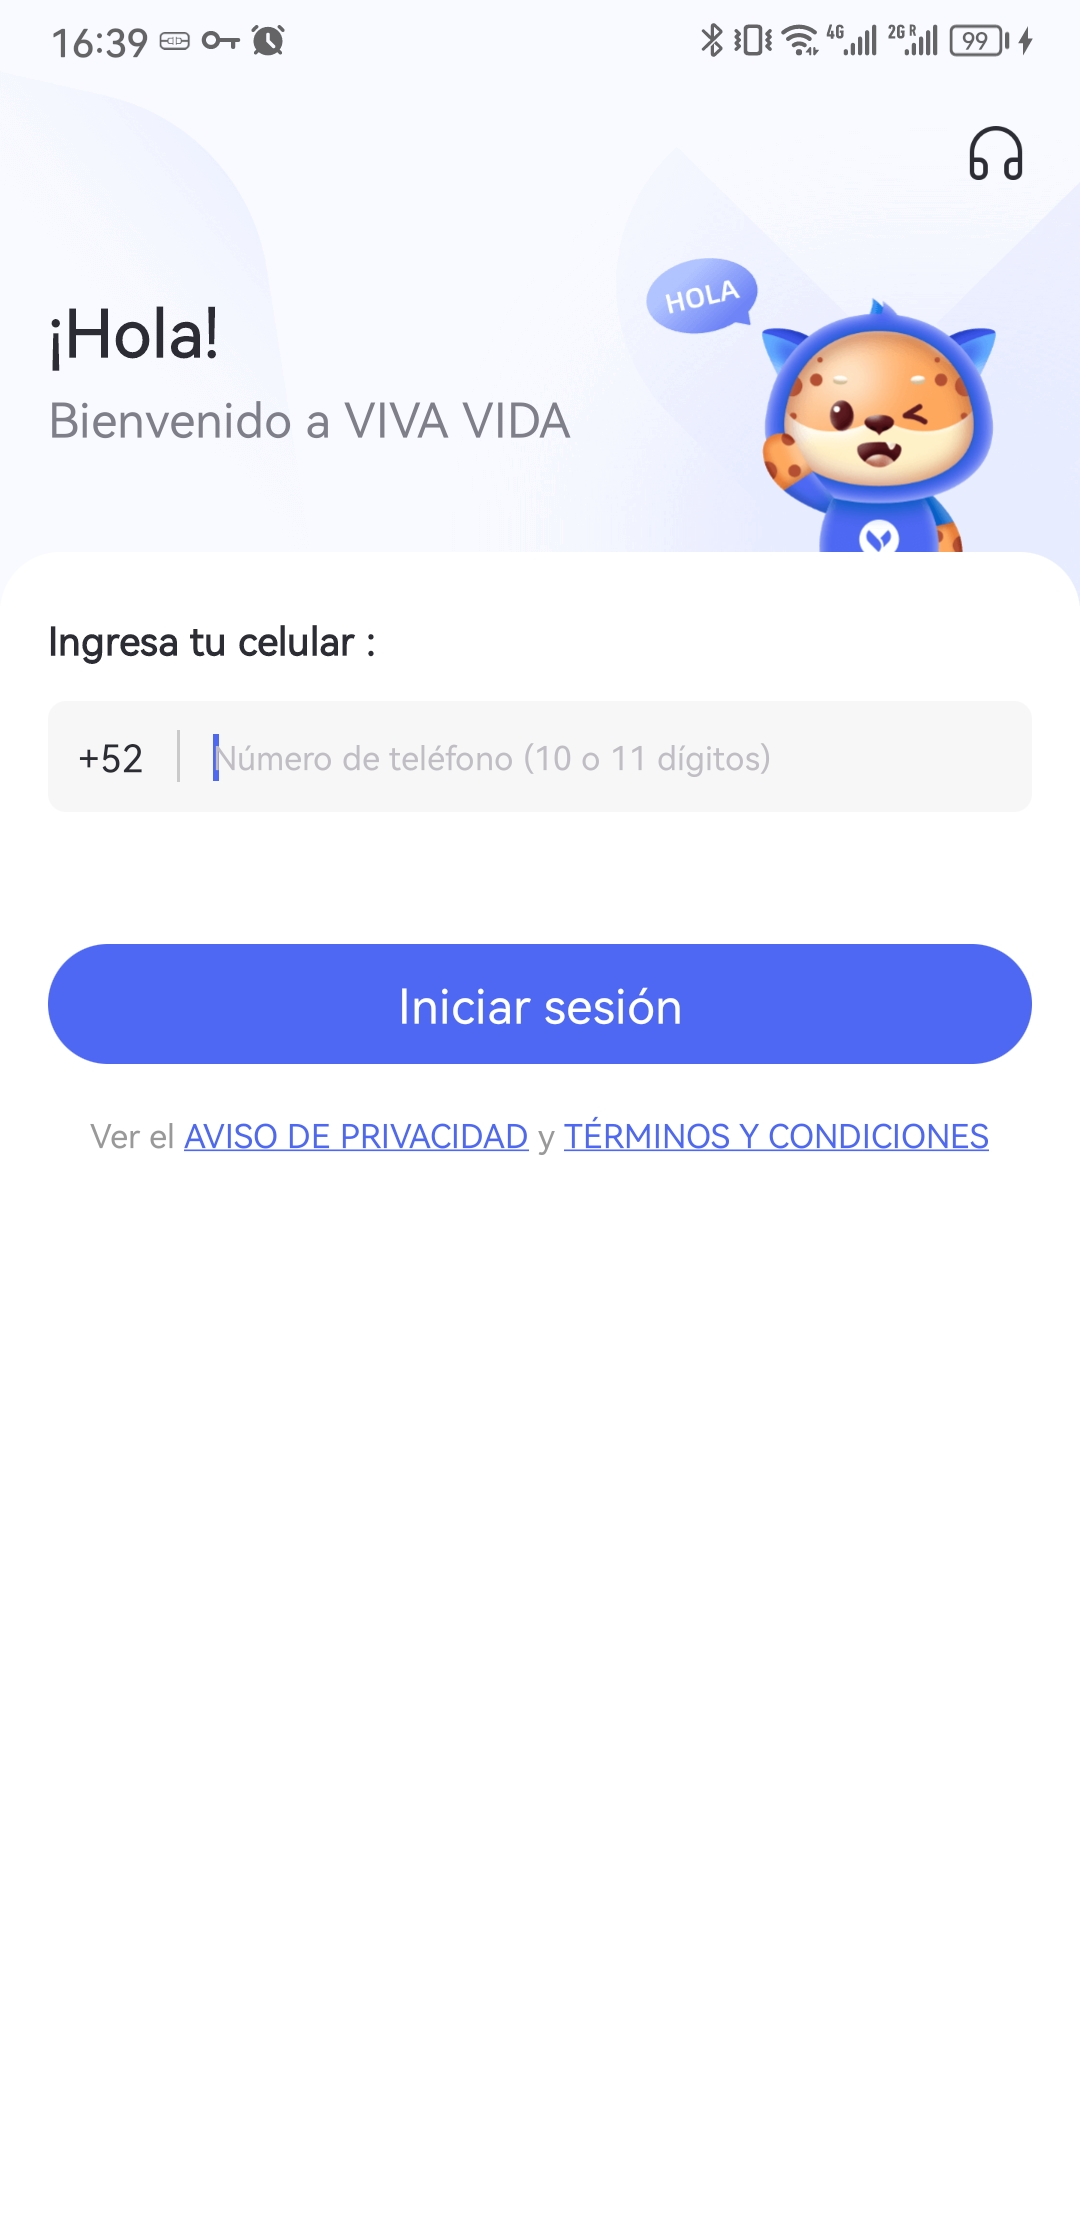 16:39
4G 2G R 99
HOLA
¡Hola!
Bienvenido a VIVA VIDA
Ingresa tu celular :
+52 Número de teléfono (10 o 11 dígitos)
Iniciar sesión
Ver el AVISO DE PRIVACIDAD y TÉRMINOS Y CONDICIONES